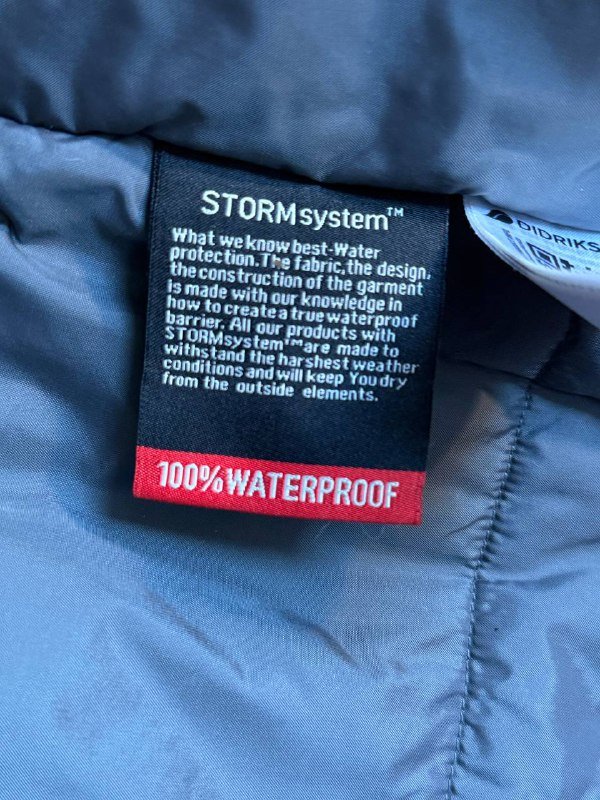 STORMsystem™
What we know best-Water
protection.The fabric,the design,
the construction of the garment
is made with our knowledge in
how to create a true waterproof
barrier. All our products with
STORMsystem™are made to
withstand the harshest weather
conditions and will keep You dry
from the outside elements.
100% WATERPROOF
DIDRIKS